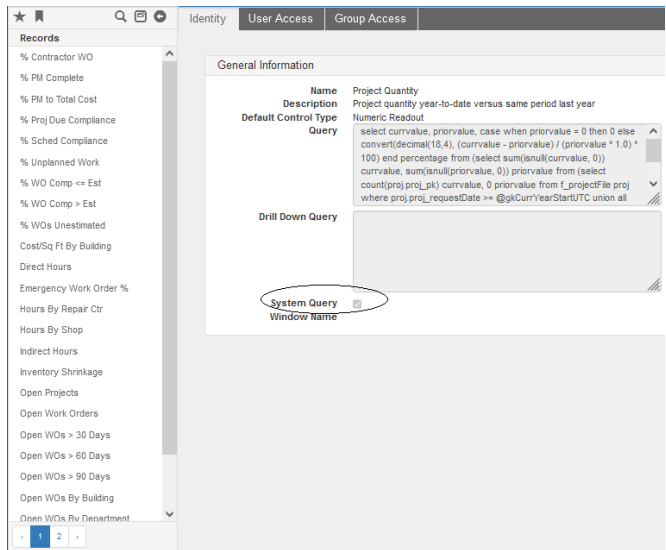 Records
% Contractor WO
% PM Complete
% PM to Total Cost
% Proj Due Compliance
% Sched Compliance
% Unplanned Work
% WO Comp <= Est
% WO Comp > Est
% WOs Unestimated
Cost/Sq Ft By Building
Direct Hours
Emergency Work Order %
Hours By Repair Ctr
Hours By Shop
Indirect Hours
Inventory Shrinkage
Open Projects
Open Work Orders
Open WOs > 30 Days
Open WOs > 60 Days
Open WOs > 90 Days
Open WOs By Building
Open WOs By Department
‹ 1 2 ›
Identity User Access Group Access
General Information
Name Project Quantity
Description Project quantity year-to-date versus same period last year
Default Control Type Numeric Readout
Query select currvalue, priorvalue, case when priorvalue = 0 then 0 else
convert(decimal(18,4), (currvalue - priorvalue) / (priorvalue * 1.0) *
100) end percentage from (select sum(isnull(currvalue, 0))
currvalue, sum(isnull(priorvalue, 0)) priorvalue from (select
count(proj.proj_pk) currvalue, 0 priorvalue from f_projectFile proj
where proj.proj_requestDate >= @gkCurrYearStartUTC union all
Drill Down Query
System Query
Window Name